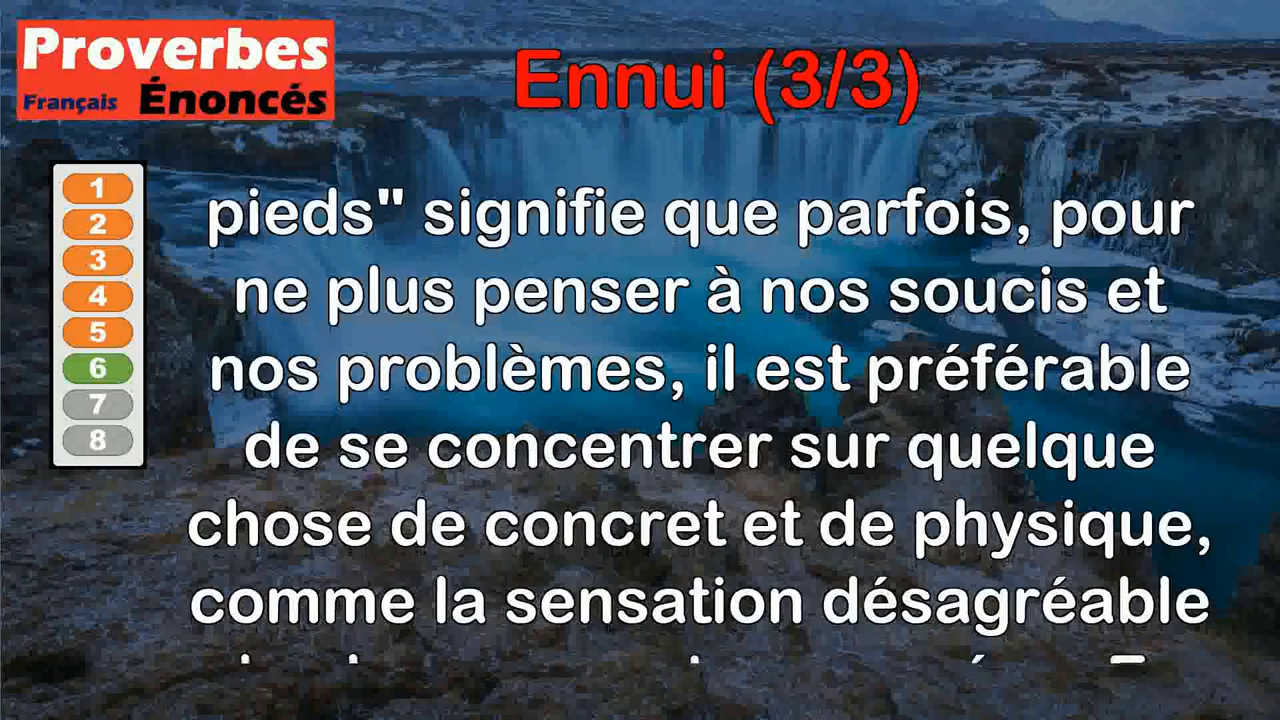 Proverbes
Français Énoncés
Ennui (3/3)
1
2
3
4
5
6
7
8
pieds" signifie que parfois, pour
ne plus penser à nos soucis et
nos problèmes, il est préférable
de se concentrer sur quelque
chose de concret et de physique,
comme la sensation désagréable